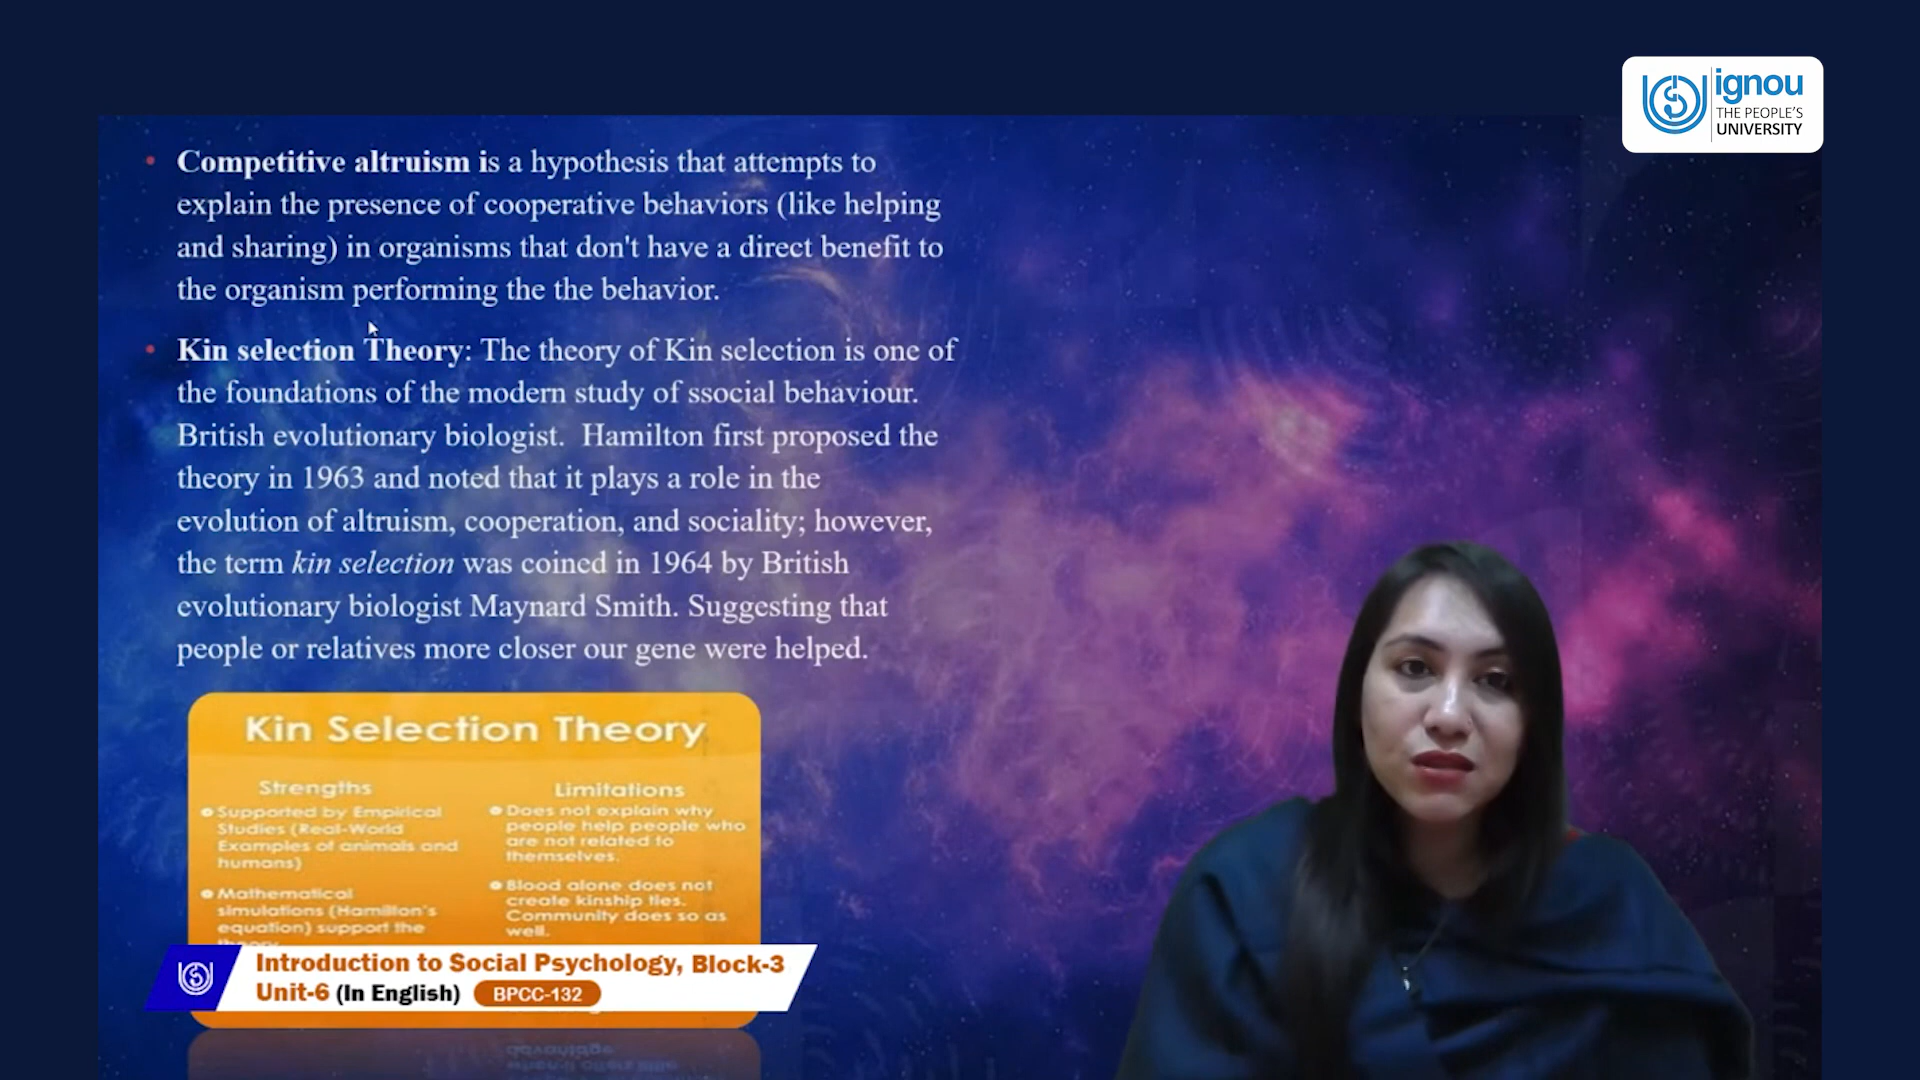 ignou
THE PEOPLE'S
UNIVERSITY
• Competitive altruism is a hypothesis that attempts to
explain the presence of cooperative behaviors (like helping
and sharing) in organisms that don't have a direct benefit to
the organism performing the the behavior.
• Kin selection Theory: The theory of Kin selection is one of
the foundations of the modern study of ssocial behaviour.
British evolutionary biologist.  Hamilton first proposed the
theory in 1963 and noted that it plays a role in the
evolution of altruism, cooperation, and sociality; however,
the term kin selection was coined in 1964 by British
evolutionary biologist Maynard Smith. Suggesting that
people or relatives more closer our gene were helped.
Kin Selection Theory
Strengths
Supported by Empirical
Studies (Real-World
Examples of animals and
humans)
Mathematical
simulations (Hamilton's
equation) support the
Limitations
Does not explain why
people help people who
are not related to
themselves.
Blood alone does not
create kinship ties.
Community does so as
well.
Introduction to Social Psychology, Block-3
Unit-6 (In English) BPCC-132